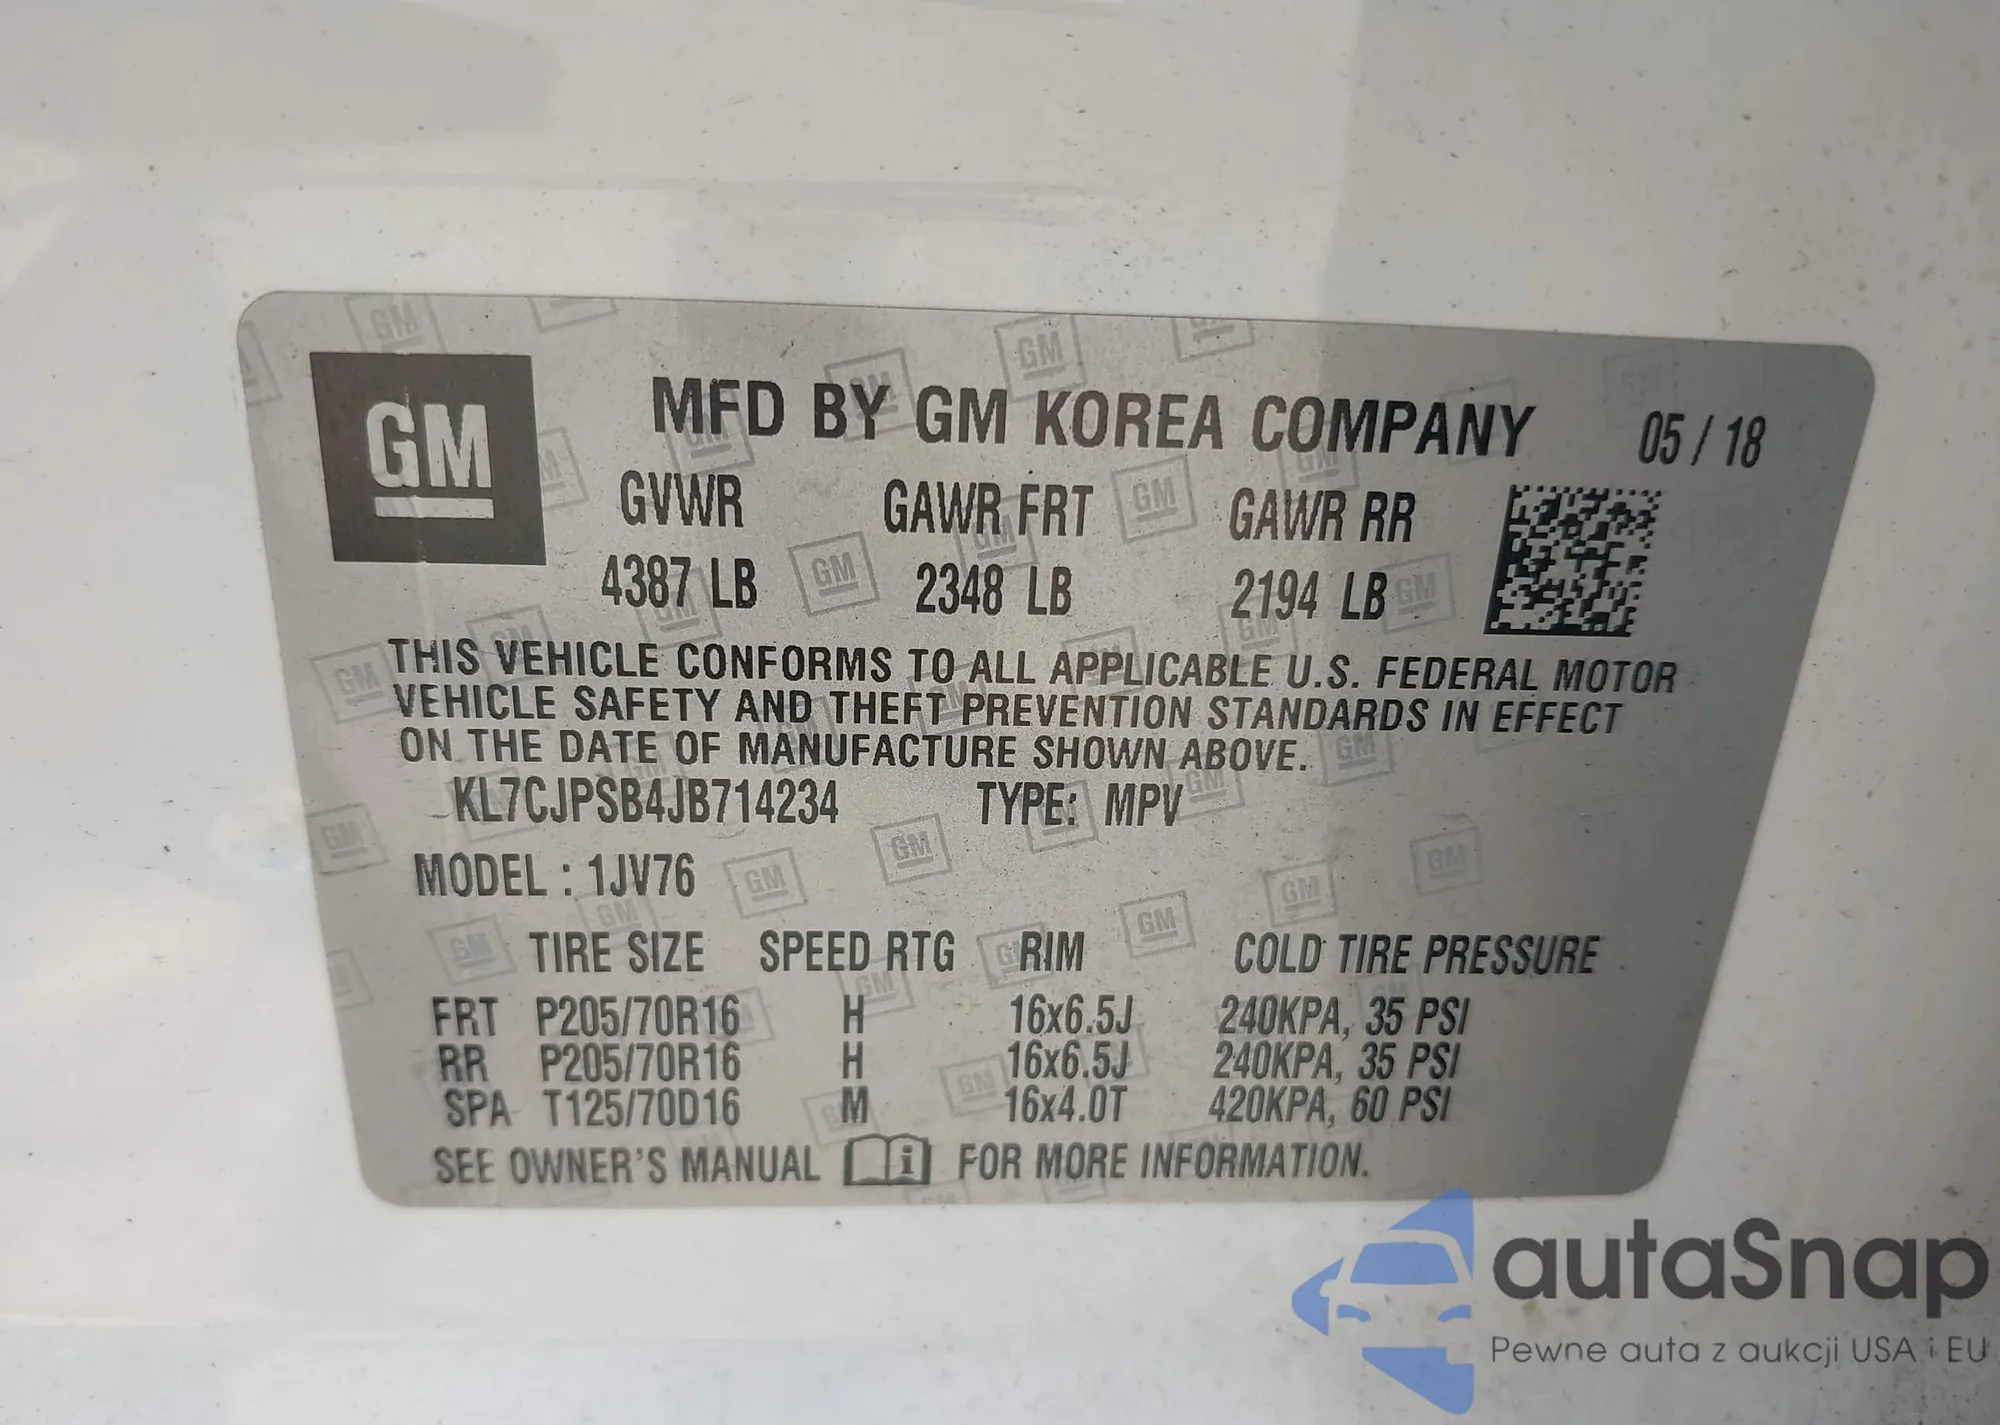 GM
MFD BY GM KOREA COMPANY 05 / 18
GVWR GAWR FRT GAWR RR
4387 LB 2348 LB 2194 LB
THIS VEHICLE CONFORMS TO ALL APPLICABLE U.S. FEDERAL MOTOR
VEHICLE SAFETY AND THEFT PREVENTION STANDARDS IN EFFECT
ON THE DATE OF MANUFACTURE SHOWN ABOVE.
KL7CJPSB4JB714234 TYPE: MPV
MODEL : 1JV76
TIRE SIZE SPEED RTG RIM COLD TIRE PRESSURE
FRT P205/70R16 H 16x6.5J 240KPA, 35 PSI
RR P205/70R16 H 16x6.5J 240KPA, 35 PSI
SPA T125/70D16 M 16x4.0T 420KPA, 60 PSI
SEE OWNER'S MANUAL i FOR MORE INFORMATION.
autaSnap
Pewne auta z aukcji USA i EU